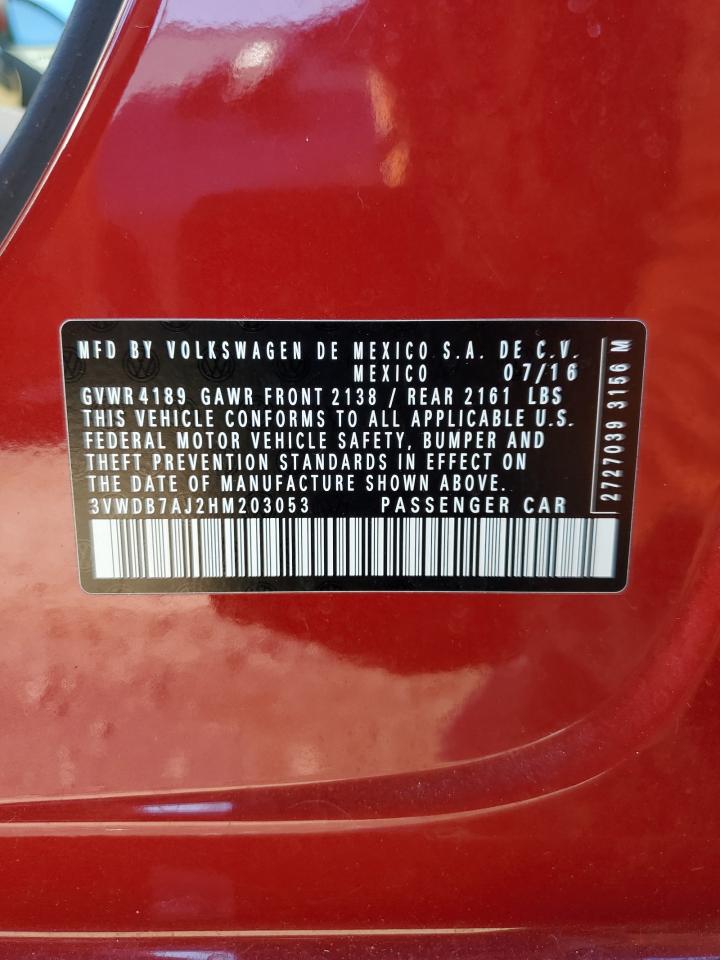 MFD BY VOLKSWAGEN DE MEXICO S.A. DE C.V.
MEXICO 07/16
GVWR 4189 GAWR FRONT 2138 / REAR 2161 LBS
THIS VEHICLE CONFORMS TO ALL APPLICABLE U.S.
FEDERAL MOTOR VEHICLE SAFETY, BUMPER AND
THEFT PREVENTION STANDARDS IN EFFECT ON
THE DATE OF MANUFACTURE SHOWN ABOVE.
3VWDB7AJ2HM203053 PASSENGER CAR
2727039 3156 M